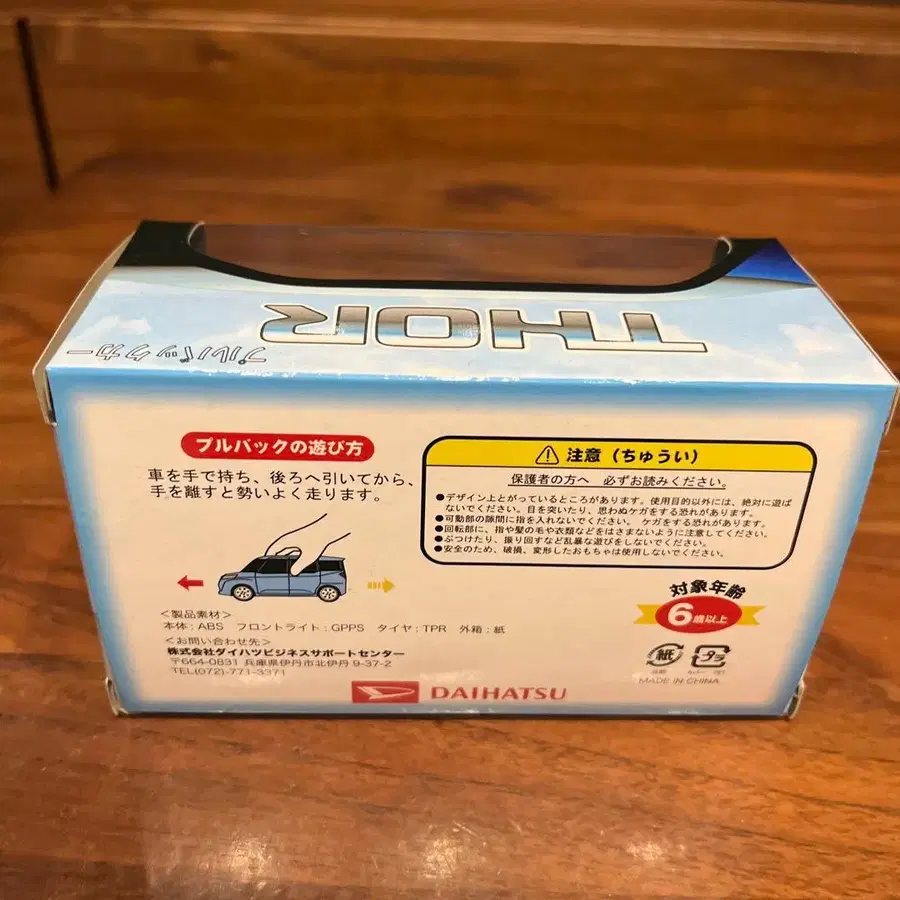 THOR
プルバックカー
プルバックの遊び方
車を手で持ち、後ろへ引いてから、
手を離すと勢いよく走ります。
注意（ちゅうい）
保護者の方へ 必ずお読みください。
●デザイン上とがっているところがあります。使用目的以外には、絶対に遊ば
ないでください。目を突いたり、思わぬケガをする恐れがあります。
●可動部の隙間に指を入れないでください。 ケガをする恐れがあります。
●回転部に、指や髪の毛や衣類などをはさまないように注意してください。
●ぶつけたり、振り回すなど乱暴な遊びをしないでください。
●安全のため、破損、変形したおもちゃは使用しないでください。
対象年齢
6歳以上
＜製品素材＞
本体：ABS フロントライト：GPPS タイヤ：TPR 外箱：紙
＜お問い合わせ先＞
株式会社ダイハツビジネスサポートセンター
〒664-0831 兵庫県伊丹市北伊丹 9-37-2
TEL(072)-771-3371
紙
プラ
MADE IN CHINA
DAIHATSU